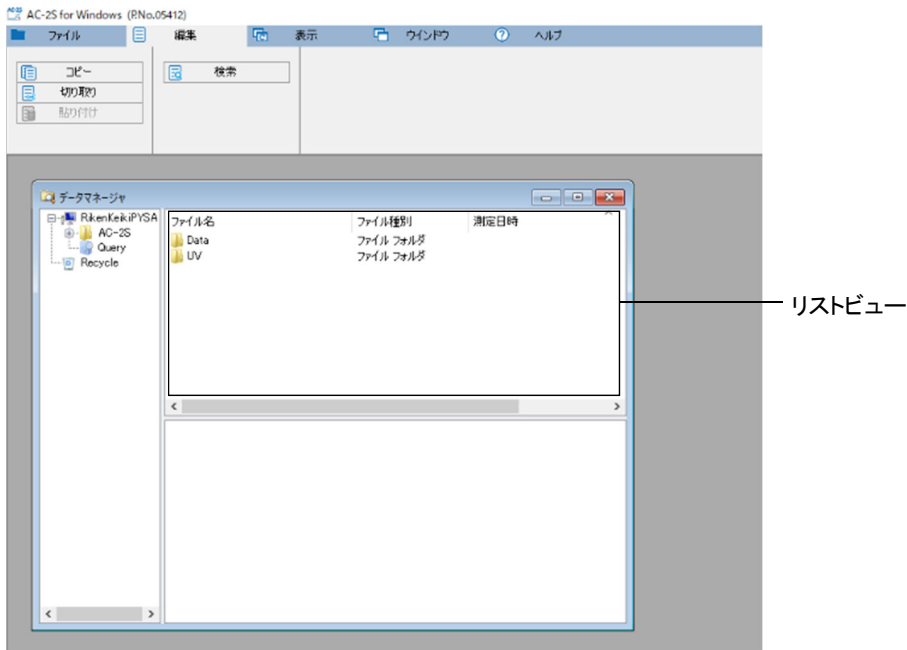 AC-2S for Windows (P.No.05412)
ファイル 編集 表示 ウインドウ ヘルプ
コピー
切り取り
貼り付け
検索
データマネージャ
RikenKeikiPYSA
AC-2S
Query
Recycle
ファイル名 ファイル種別 測定日時
Data ファイル フォルダ
UV ファイル フォルダ
リストビュー